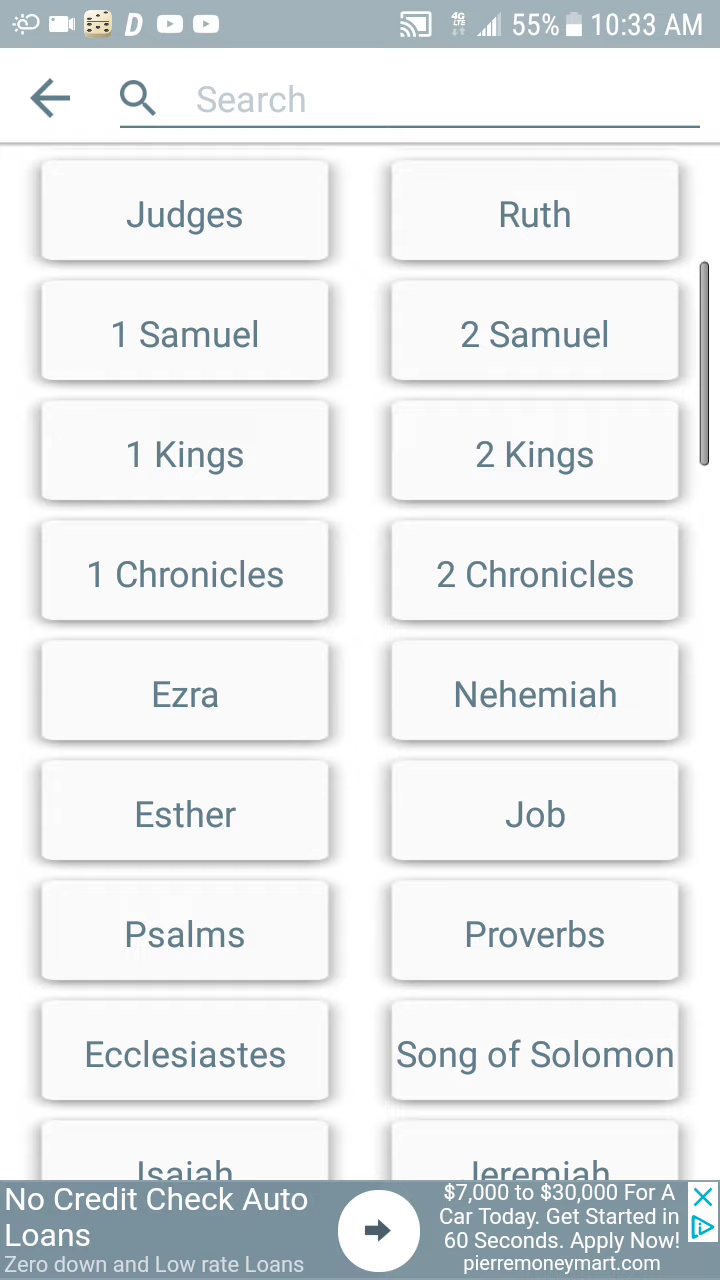 4G
LTE
55% 10:33 AM
Search
Judges Ruth
1 Samuel 2 Samuel
1 Kings 2 Kings
1 Chronicles 2 Chronicles
Ezra Nehemiah
Esther Job
Psalms Proverbs
Ecclesiastes Song of Solomon
Isaiah Jeremiah
No Credit Check Auto
Loans
Zero down and Low rate Loans
$7,000 to $30,000 For A
Car Today. Get Started in
60 Seconds. Apply Now!
pierremoneymart.com